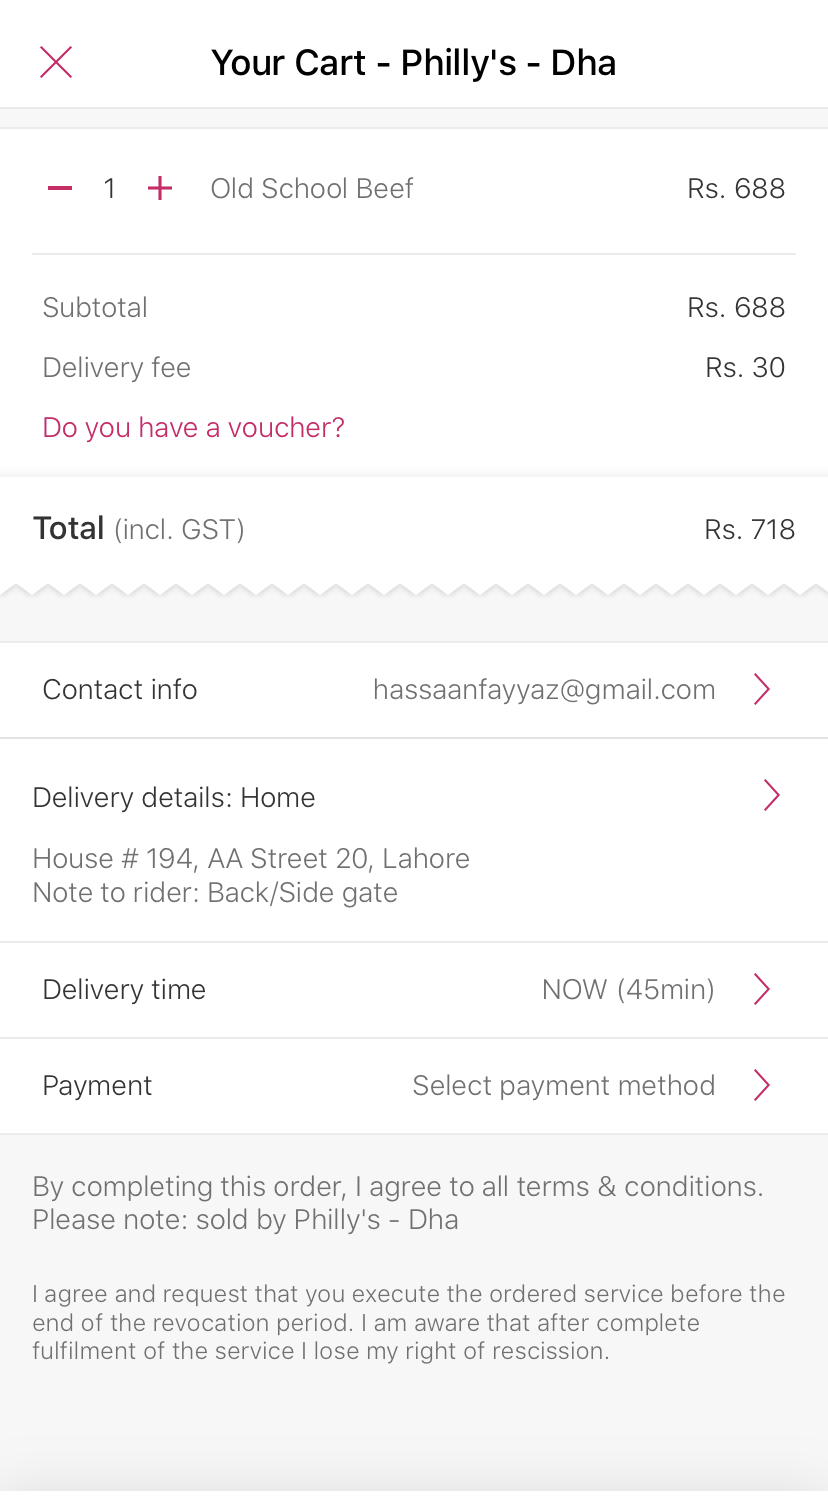 Your Cart - Philly's - Dha
1 Old School Beef Rs. 688
Subtotal Rs. 688
Delivery fee Rs. 30
Do you have a voucher?
Total (incl. GST) Rs. 718
Contact info hassaanfayyaz@gmail.com
Delivery details: Home
House # 194, AA Street 20, Lahore
Note to rider: Back/Side gate
Delivery time NOW (45min)
Payment Select payment method
By completing this order, I agree to all terms & conditions.
Please note: sold by Philly's - Dha
I agree and request that you execute the ordered service before the
end of the revocation period. I am aware that after complete
fulfilment of the service I lose my right of rescission.